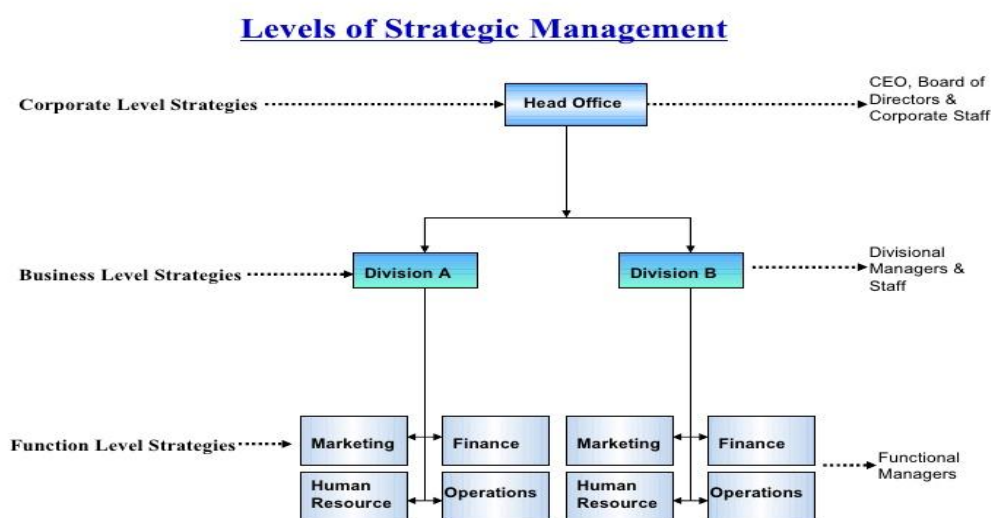 Levels of Strategic Management
Corporate Level Strategies
Head Office
CEO, Board of
Directors &
Corporate Staff
Business Level Strategies
Division A
Division B
Divisional
Managers &
Staff
Function Level Strategies
Marketing
Finance
Marketing
Finance
Functional
Managers
Human
Resource
Operations
Human
Resource
Operations